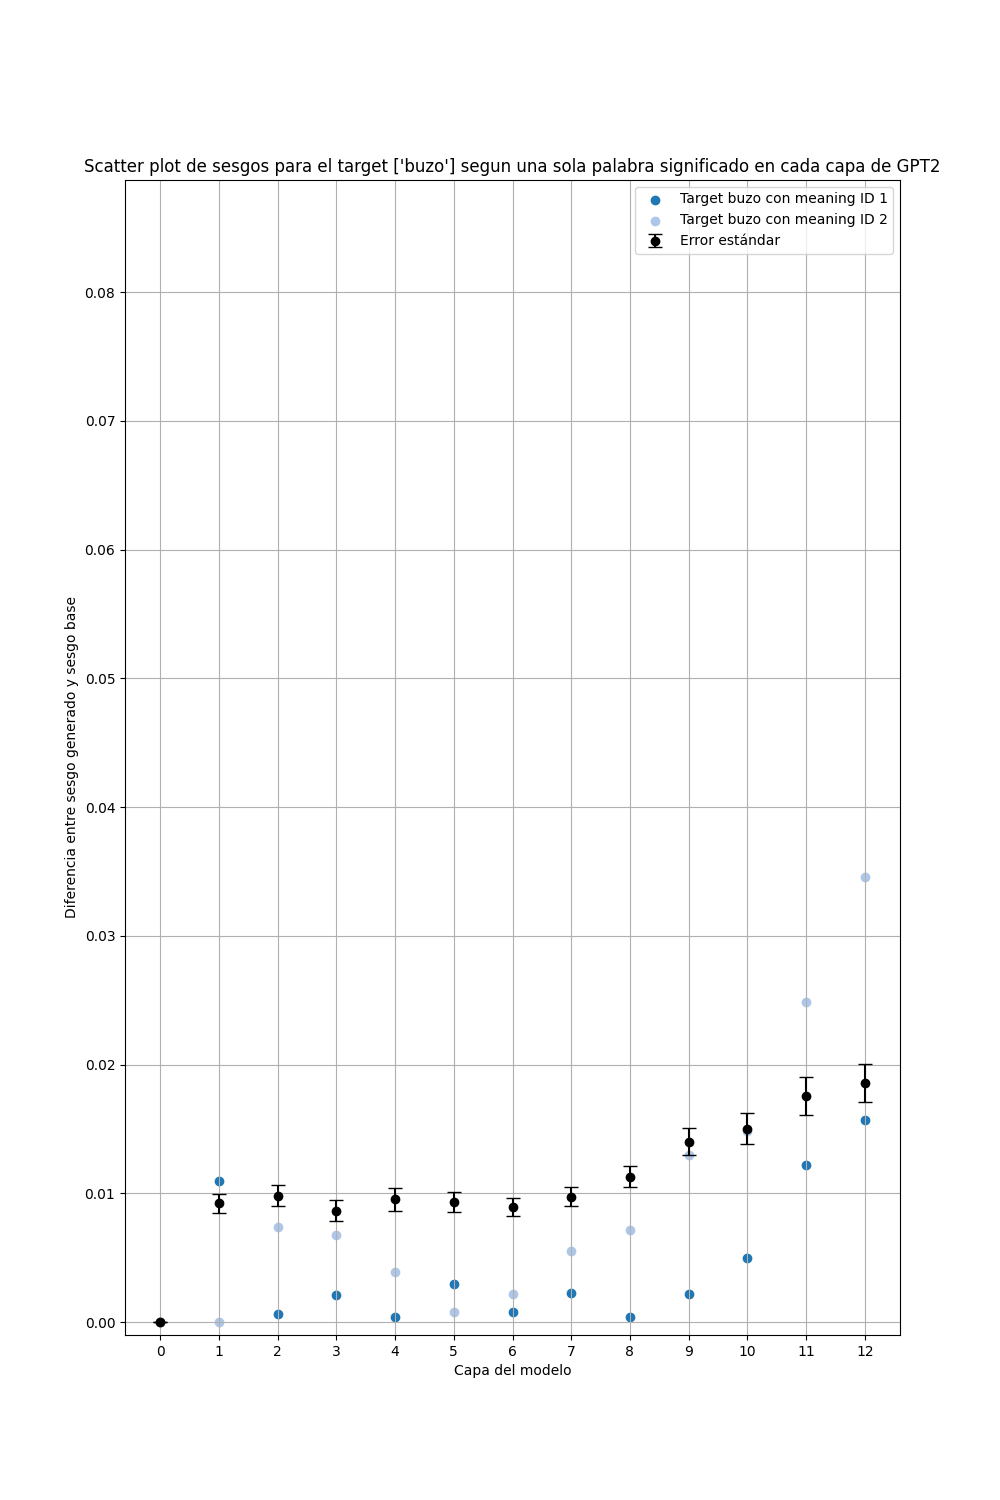 Scatter plot de sesgos para el target ['buzo'] segun una sola palabra significado en cada capa de GPT2
Target buzo con meaning ID 1
Target buzo con meaning ID 2
Error estándar
0.08
0.07
0.06
0.05
0.04
0.03
0.02
0.01
0.00
Diferencia entre sesgo generado y sesgo base
0 1 2 3 4 5 6 7 8 9 10 11 12
Capa del modelo